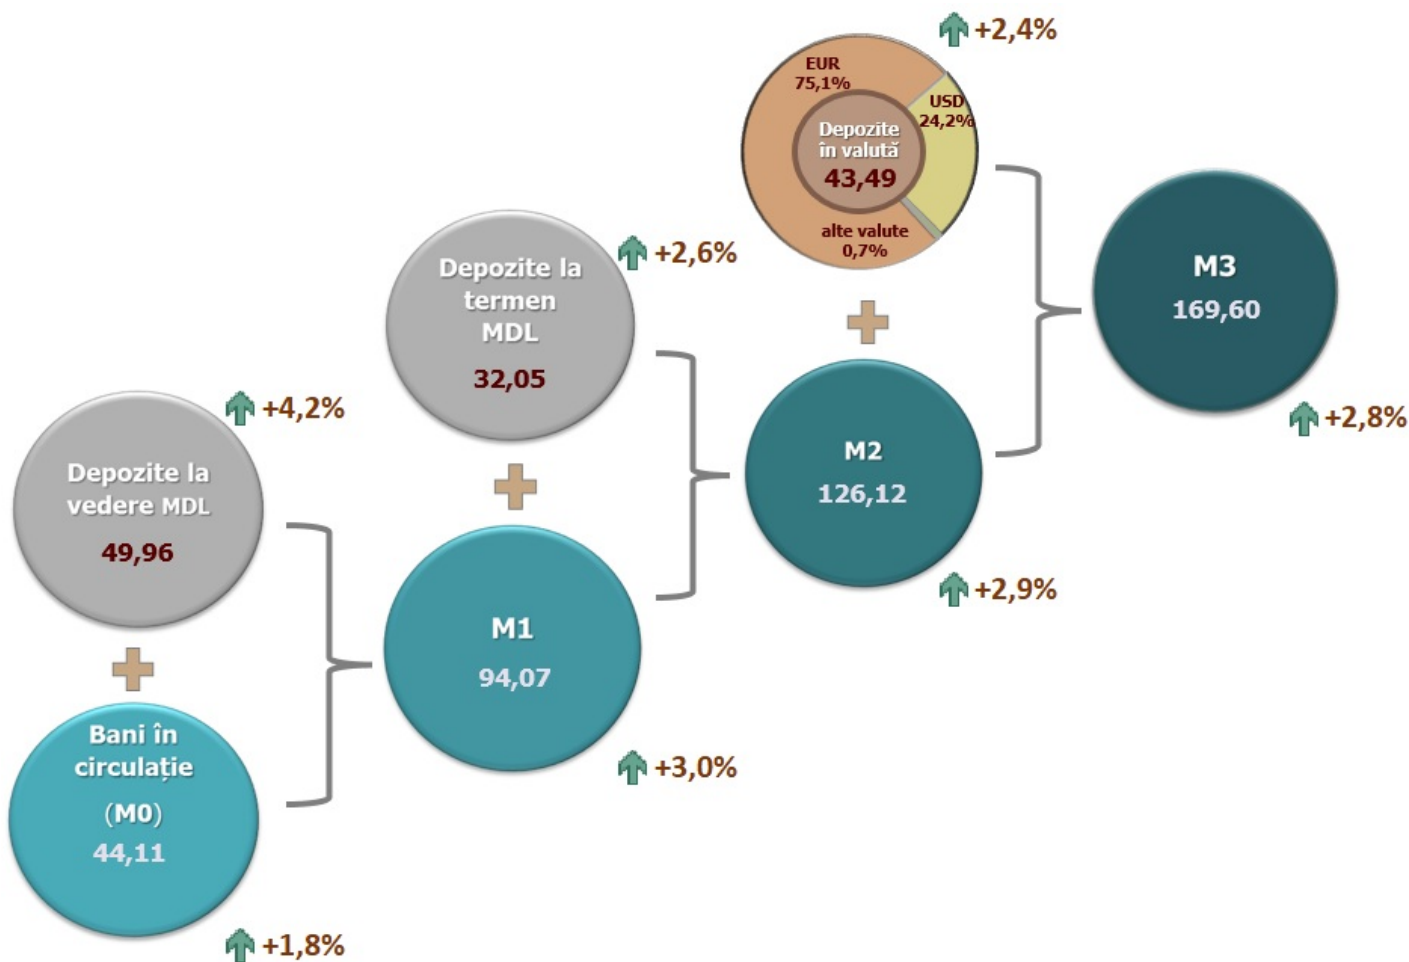 +2,4%
EUR
75,1%
USD
24,2%
Depozite
în valută
43,49
alte valute
0,7%
+2,6%
Depozite la
termen
MDL
32,05
M3
169,60
+2,8%
+4,2%
Depozite la
vedere MDL
49,96
M2
126,12
+2,9%
M1
94,07
+3,0%
Bani în
circulație
(M0)
44,11
+1,8%